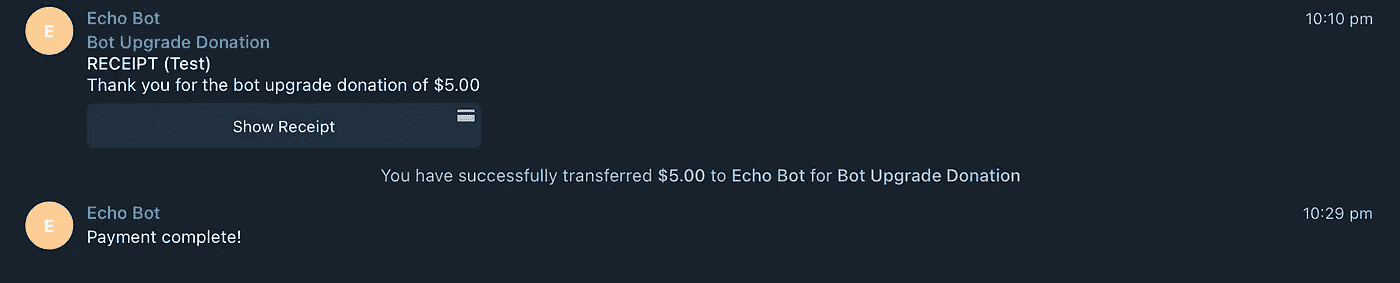 E
Echo Bot
10:10 pm
Bot Upgrade Donation
RECEIPT (Test)
Thank you for the bot upgrade donation of $5.00
Show Receipt
You have successfully transferred $5.00 to Echo Bot for Bot Upgrade Donation
E
Echo Bot
10:29 pm
Payment complete!